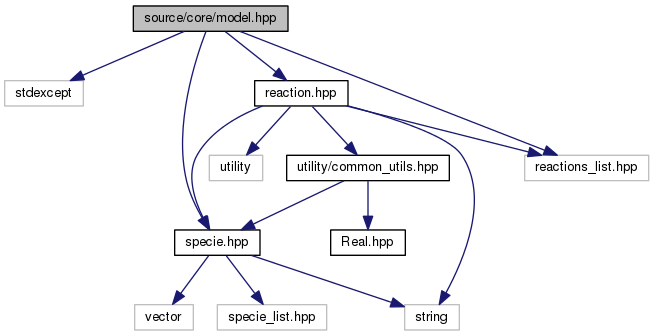 source/core/model.hpp
stdexcept
reaction.hpp
utility
utility/common_utils.hpp
reactions_list.hpp
specie.hpp
Real.hpp
vector
specie_list.hpp
string